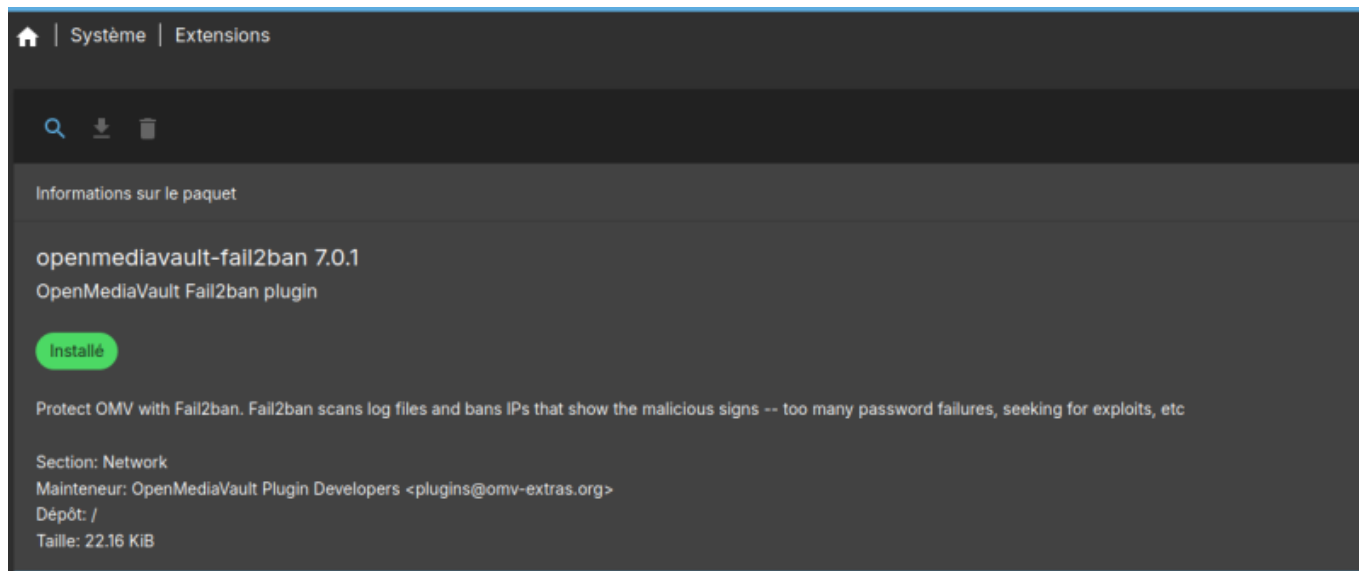 Système | Extensions
Informations sur le paquet
openmediavault-fail2ban 7.0.1
OpenMediaVault Fail2ban plugin
Installé
Protect OMV with Fail2ban. Fail2ban scans log files and bans IPs that show the malicious signs -- too many password failures, seeking for exploits, etc
Section: Network
Mainteneur: OpenMediaVault Plugin Developers <plugins@omv-extras.org>
Dépôt: /
Taille: 22.16 KiB